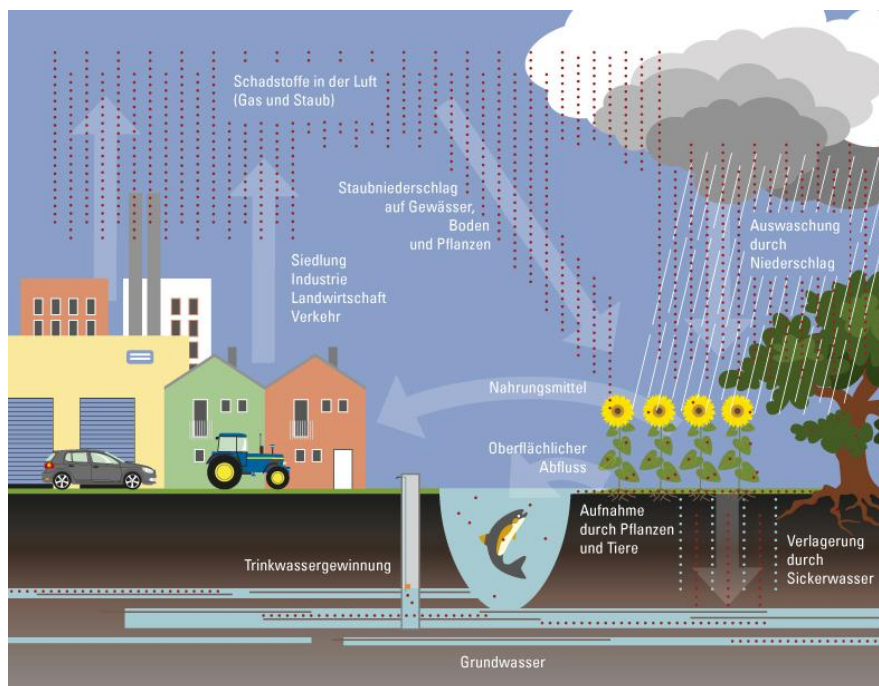 Schadstoffe in der Luft
(Gas und Staub)
Staubniederschlag
auf Gewässer,
Boden
und Pflanzen
Auswaschung
durch
Niederschlag
Siedlung
Industrie
Landwirtschaft
Verkehr
Nahrungsmittel
Oberflächlicher
Abfluss
Aufnahme
durch Pflanzen
und Tiere
Verlagerung
durch
Sickerwasser
Trinkwassergewinnung
Grundwasser